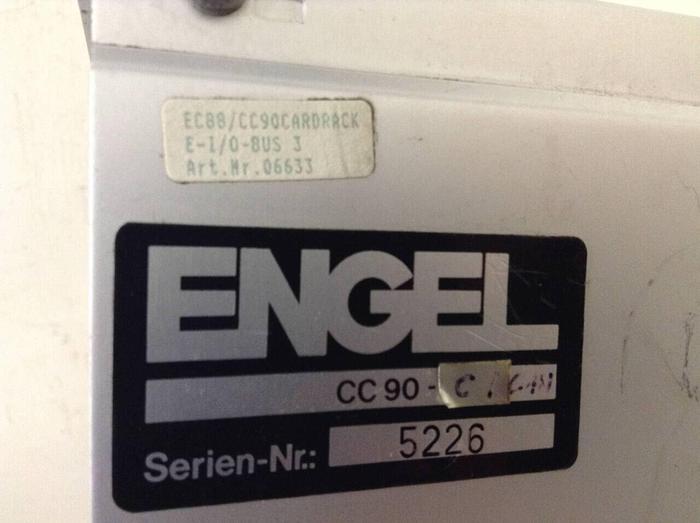 EC88/CC90CARDRACK
E-I/O-BUS 3
Art.Nr.06633
ENGEL
CC 90 - C /
Serien-Nr.: 5226